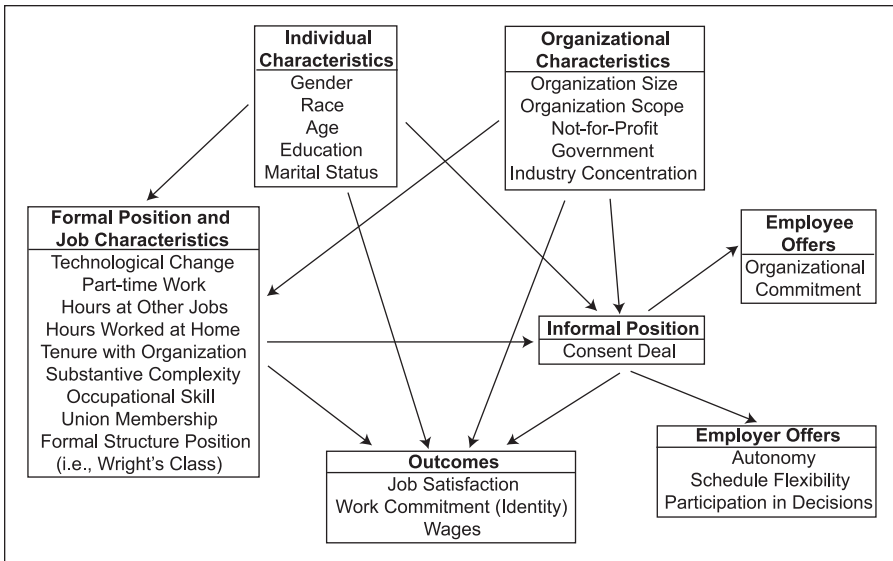 Individual
Characteristics
Gender
Race
Age
Education
Marital Status
Organizational
Characteristics
Organization Size
Organization Scope
Not-for-Profit
Government
Industry Concentration
Formal Position and
Job Characteristics
Technological Change
Part-time Work
Hours at Other Jobs
Hours Worked at Home
Tenure with Organization
Substantive Complexity
Occupational Skill
Union Membership
Formal Structure Position
(i.e., Wright's Class)
Employee
Offers
Organizational
Commitment
Informal Position
Consent Deal
Employer Offers
Autonomy
Schedule Flexibility
Participation in Decisions
Outcomes
Job Satisfaction
Work Commitment (Identity)
Wages